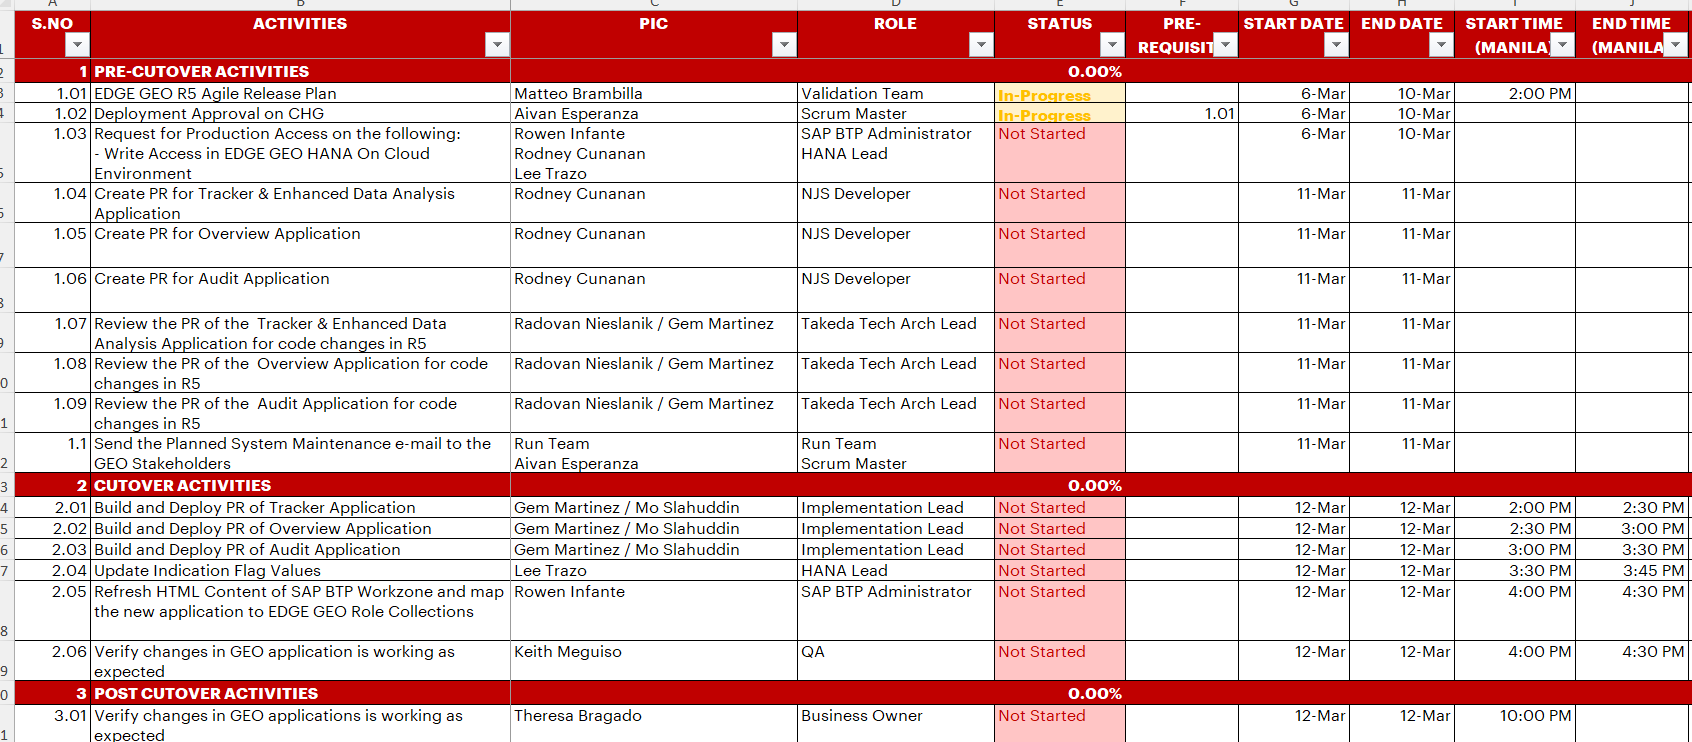 A B C D E F G H I J
S.NO ACTIVITIES PIC ROLE STATUS PRE- START DATE END DATE START TIME END TIME
REQUISIT (MANILA) (MANILA
1 PRE-CUTOVER ACTIVITIES 0.00%
1.01 EDGE GEO R5 Agile Release Plan Matteo Brambilla Validation Team In-Progress 6-Mar 10-Mar 2:00 PM
1.02 Deployment Approval on CHG Aivan Esperanza Scrum Master In-Progress 1.01 6-Mar 10-Mar
1.03 Request for Production Access on the following: Rowen Infante SAP BTP Administrator Not Started 6-Mar 10-Mar
- Write Access in EDGE GEO HANA On Cloud Rodney Cunanan HANA Lead
Environment Lee Trazo
1.04 Create PR for Tracker & Enhanced Data Analysis Rodney Cunanan NJS Developer Not Started 11-Mar 11-Mar
Application
1.05 Create PR for Overview Application Rodney Cunanan NJS Developer Not Started 11-Mar 11-Mar
1.06 Create PR for Audit Application Rodney Cunanan NJS Developer Not Started 11-Mar 11-Mar
1.07 Review the PR of the  Tracker & Enhanced Data Radovan Nieslanik / Gem Martinez Takeda Tech Arch Lead Not Started 11-Mar 11-Mar
Analysis Application for code changes in R5
1.08 Review the PR of the  Overview Application for code Radovan Nieslanik / Gem Martinez Takeda Tech Arch Lead Not Started 11-Mar 11-Mar
changes in R5
1.09 Review the PR of the  Audit Application for code Radovan Nieslanik / Gem Martinez Takeda Tech Arch Lead Not Started 11-Mar 11-Mar
changes in R5
1.1 Send the Planned System Maintenance e-mail to the Run Team Run Team Not Started 11-Mar 11-Mar
GEO Stakeholders Aivan Esperanza Scrum Master
2 CUTOVER ACTIVITIES 0.00%
2.01 Build and Deploy PR of Tracker Application Gem Martinez / Mo Slahuddin Implementation Lead Not Started 12-Mar 12-Mar 2:00 PM 2:30 PM
2.02 Build and Deploy PR of Overview Application Gem Martinez / Mo Slahuddin Implementation Lead Not Started 12-Mar 12-Mar 2:30 PM 3:00 PM
2.03 Build and Deploy PR of Audit Application Gem Martinez / Mo Slahuddin Implementation Lead Not Started 12-Mar 12-Mar 3:00 PM 3:30 PM
2.04 Update Indication Flag Values Lee Trazo HANA Lead Not Started 12-Mar 12-Mar 3:30 PM 3:45 PM
2.05 Refresh HTML Content of SAP BTP Workzone and map Rowen Infante SAP BTP Administrator Not Started 12-Mar 12-Mar 4:00 PM 4:30 PM
the new application to EDGE GEO Role Collections
2.06 Verify changes in GEO application is working as Keith Meguiso QA Not Started 12-Mar 12-Mar 4:00 PM 4:30 PM
expected
3 POST CUTOVER ACTIVITIES 0.00%
3.01 Verify changes in GEO applications is working as Theresa Bragado Business Owner Not Started 12-Mar 12-Mar 10:00 PM
expected